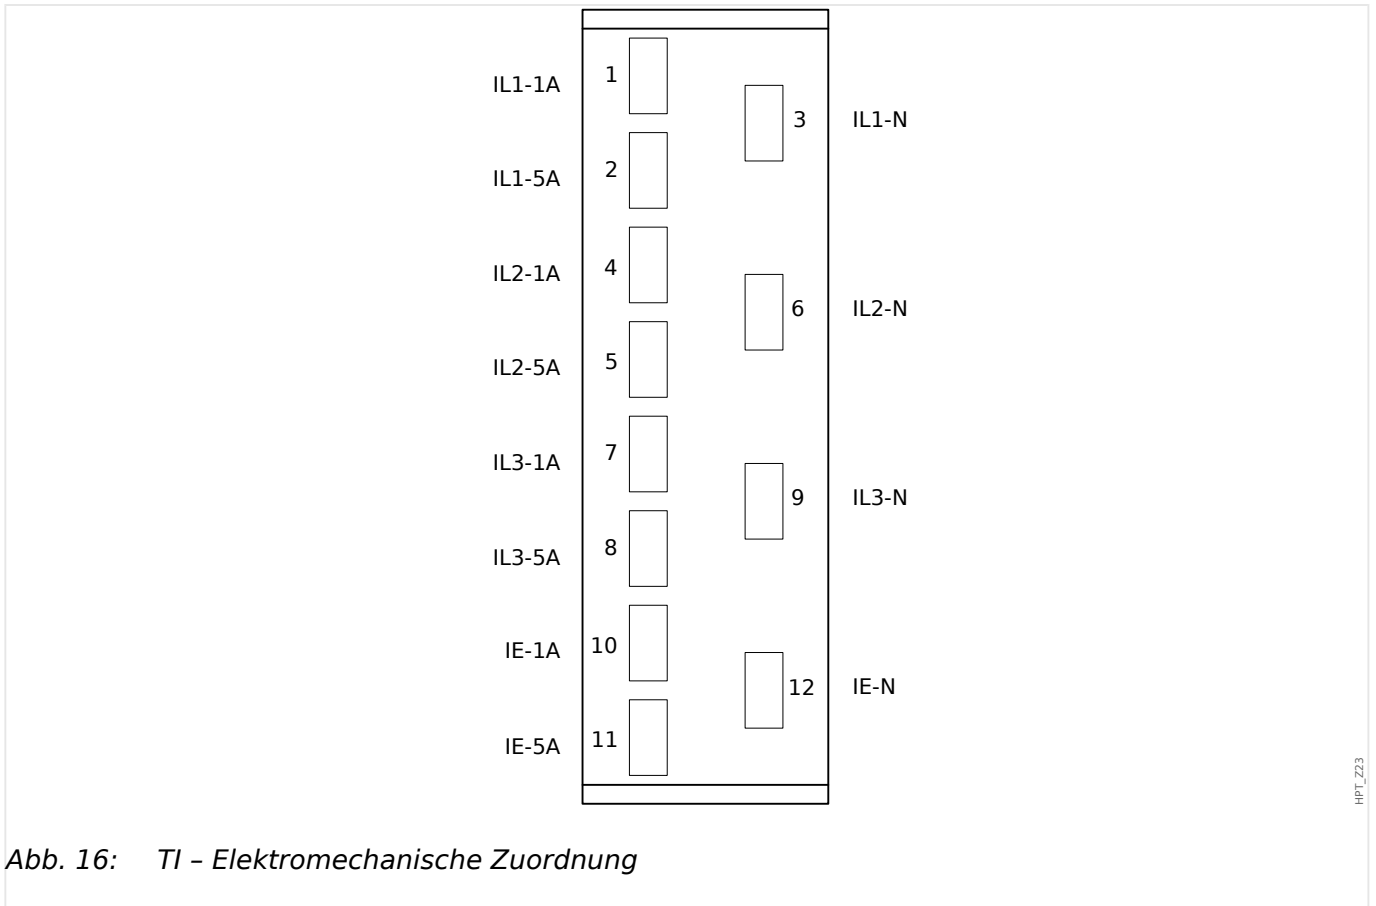 IL1-1A 1
3 IL1-N
IL1-5A 2
IL2-1A 4
6 IL2-N
IL2-5A 5
IL3-1A 7
9 IL3-N
IL3-5A 8
IE-1A 10
12 IE-N
IE-5A 11
HPT_Z23
Abb. 16: TI – Elektromechanische Zuordnung